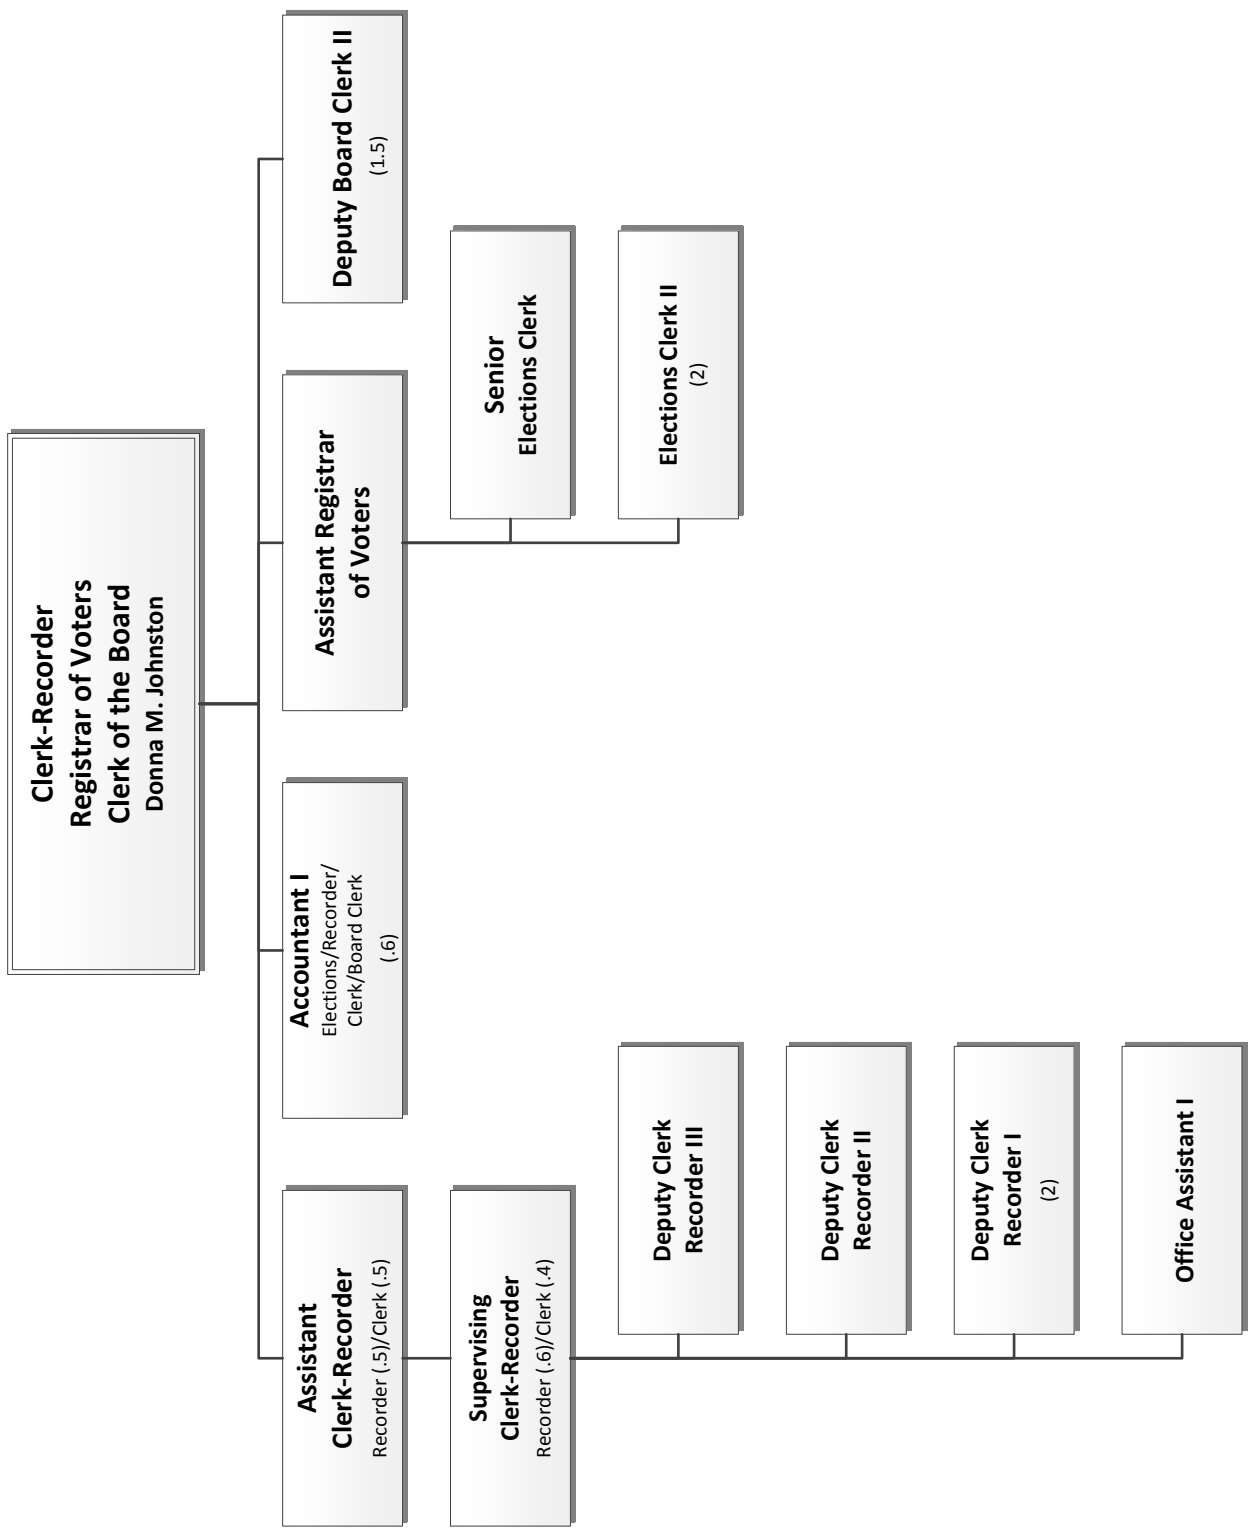 Clerk-Recorder
Registrar of Voters
Clerk of the Board
Donna M. Johnston
Assistant
Clerk-Recorder
Recorder (.5)/Clerk (.5)
Accountant I
Elections/Recorder/
Clerk/Board Clerk
(.6)
Assistant Registrar
of Voters
Deputy Board Clerk II
(1.5)
Supervising
Clerk-Recorder
Recorder (.6)/Clerk (.4)
Senior
Elections Clerk
Deputy Clerk
Recorder III
Elections Clerk II
(2)
Deputy Clerk
Recorder II
Deputy Clerk
Recorder I
(2)
Office Assistant I